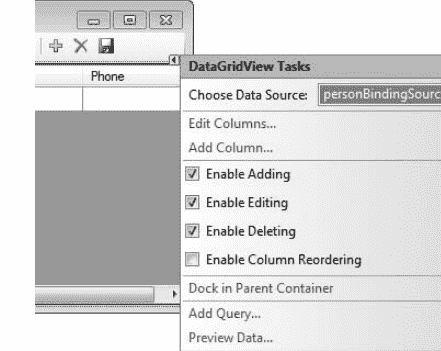 Phone
DataGridView Tasks
Choose Data Source: personBindingSourc
Edit Columns...
Add Column...
Enable Adding
Enable Editing
Enable Deleting
Enable Column Reordering
Dock in Parent Container
Add Query...
Preview Data...